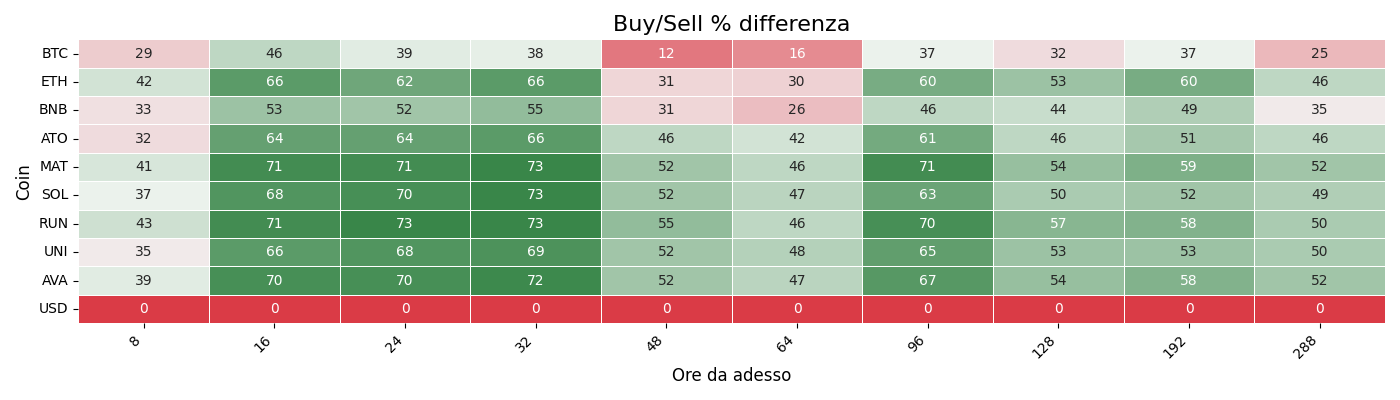 Buy/Sell % differenza
Coin
BTC 29 46 39 38 12 16 37 32 37 25
ETH 42 66 62 66 31 30 60 53 60 46
BNB 33 53 52 55 31 26 46 44 49 35
ATO 32 64 64 66 46 42 61 46 51 46
MAT 41 71 71 73 52 46 71 54 59 52
SOL 37 68 70 73 52 47 63 50 52 49
RUN 43 71 73 73 55 46 70 57 58 50
UNI 35 66 68 69 52 48 65 53 53 50
AVA 39 70 70 72 52 47 67 54 58 52
USD 0 0 0 0 0 0 0 0 0 0
8 16 24 32 48 64 96 128 192 288
Ore da adesso